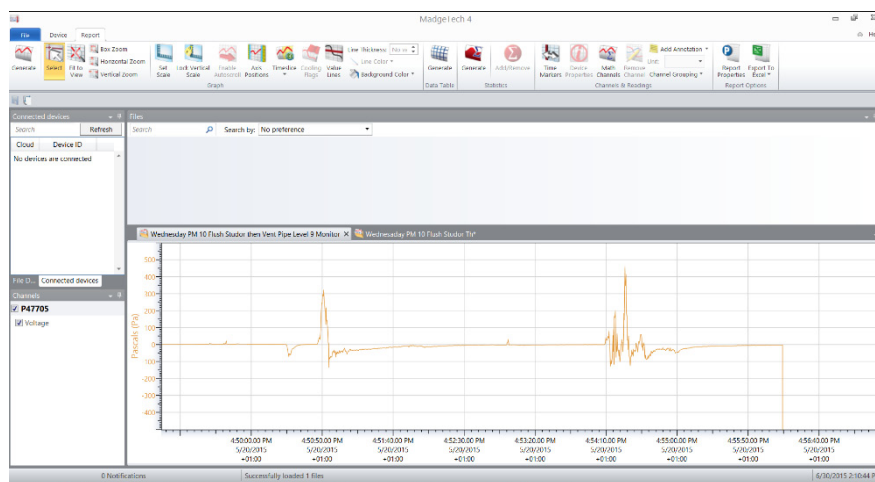 MadgeTech 4
File Device Report
Generate
Select
Fit to View
Box Zoom
Horizontal Zoom
Vertical Zoom
Set Scale
Lock Vertical Scale
Enable Autoscroll
Axis Positions
Timeslice
Cooling Flags
Value Lines
Line Thickness:
Line Color
Background Color
Generate
Generate
Add/Remove
Time Markers
Device Properties
Math Channels
Remove Channel
Add Annotation
Unit:
Channel Grouping
Report Properties
Export To Excel
Graph Data Table Statistics Channels & Readings Report Options
Connected devices
Search Refresh
Cloud Device ID
No devices are connected
File D... Connected devices
Channels
P47705
Voltage
Files
Search Search by: No preference
Wednesday PM 10 Flush Studor then Vent Pipe Level 9 Monitor X Wednesaday PM 10 Flush Studor Th*
Pascals (Pa)
500
400
300
200
100
0
-100
-200
-300
-400
4:50:00.00 PM 4:50:50.00 PM 4:51:40.00 PM 4:52:30.00 PM 4:53:20.00 PM 4:54:10.00 PM 4:55:00.00 PM 4:55:50.00 PM 4:56:40.00 PM
5/20/2015 5/20/2015 5/20/2015 5/20/2015 5/20/2015 5/20/2015 5/20/2015 5/20/2015 5/20/2015
+01:00 +01:00 +01:00 +01:00 +01:00 +01:00 +01:00 +01:00 +01:00
0 Notifications Successfully loaded 1 files 6/30/2015 2:10:44 P